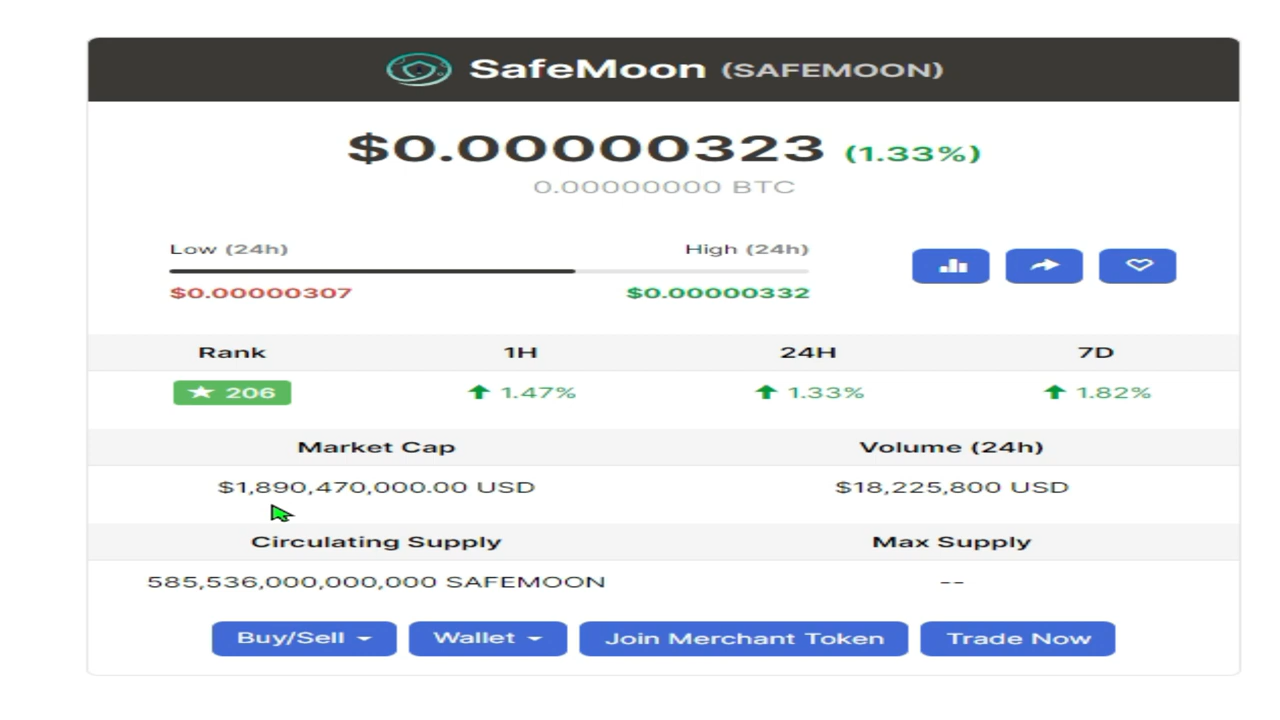 SafeMoon (SAFEMOON)
$0.00000323 (1.33%)
0.00000000 BTC
Low (24h) High (24h)
$0.00000307 $0.00000332
Rank 1H 24H 7D
206 1.47% 1.33% 1.82%
Market Cap Volume (24h)
$1,890,470,000.00 USD $18,225,800 USD
Circulating Supply Max Supply
585,536,000,000,000 SAFEMOON --
Buy/Sell Wallet Join Merchant Token Trade Now